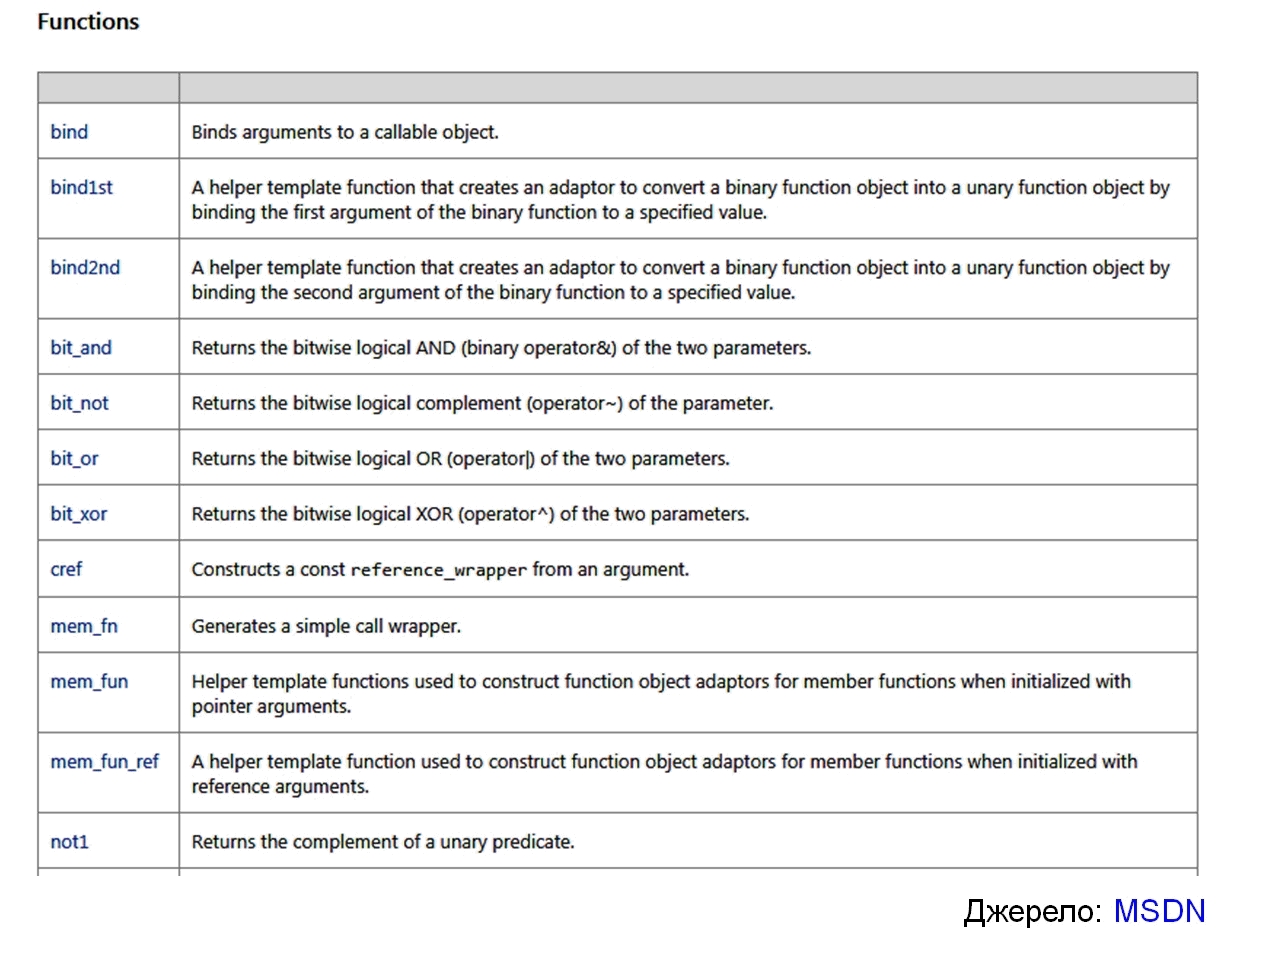 Functions
bind
Binds arguments to a callable object.
bind1st
A helper template function that creates an adaptor to convert a binary function object into a unary function object by
binding the first argument of the binary function to a specified value.
bind2nd
A helper template function that creates an adaptor to convert a binary function object into a unary function object by
binding the second argument of the binary function to a specified value.
bit_and
Returns the bitwise logical AND (binary operator&) of the two parameters.
bit_not
Returns the bitwise logical complement (operator~) of the parameter.
bit_or
Returns the bitwise logical OR (operator|) of the two parameters.
bit_xor
Returns the bitwise logical XOR (operator^) of the two parameters.
cref
Constructs a const reference_wrapper from an argument.
mem_fn
Generates a simple call wrapper.
mem_fun
Helper template functions used to construct function object adaptors for member functions when initialized with
pointer arguments.
mem_fun_ref
A helper template function used to construct function object adaptors for member functions when initialized with
reference arguments.
not1
Returns the complement of a unary predicate.
Джерело: MSDN